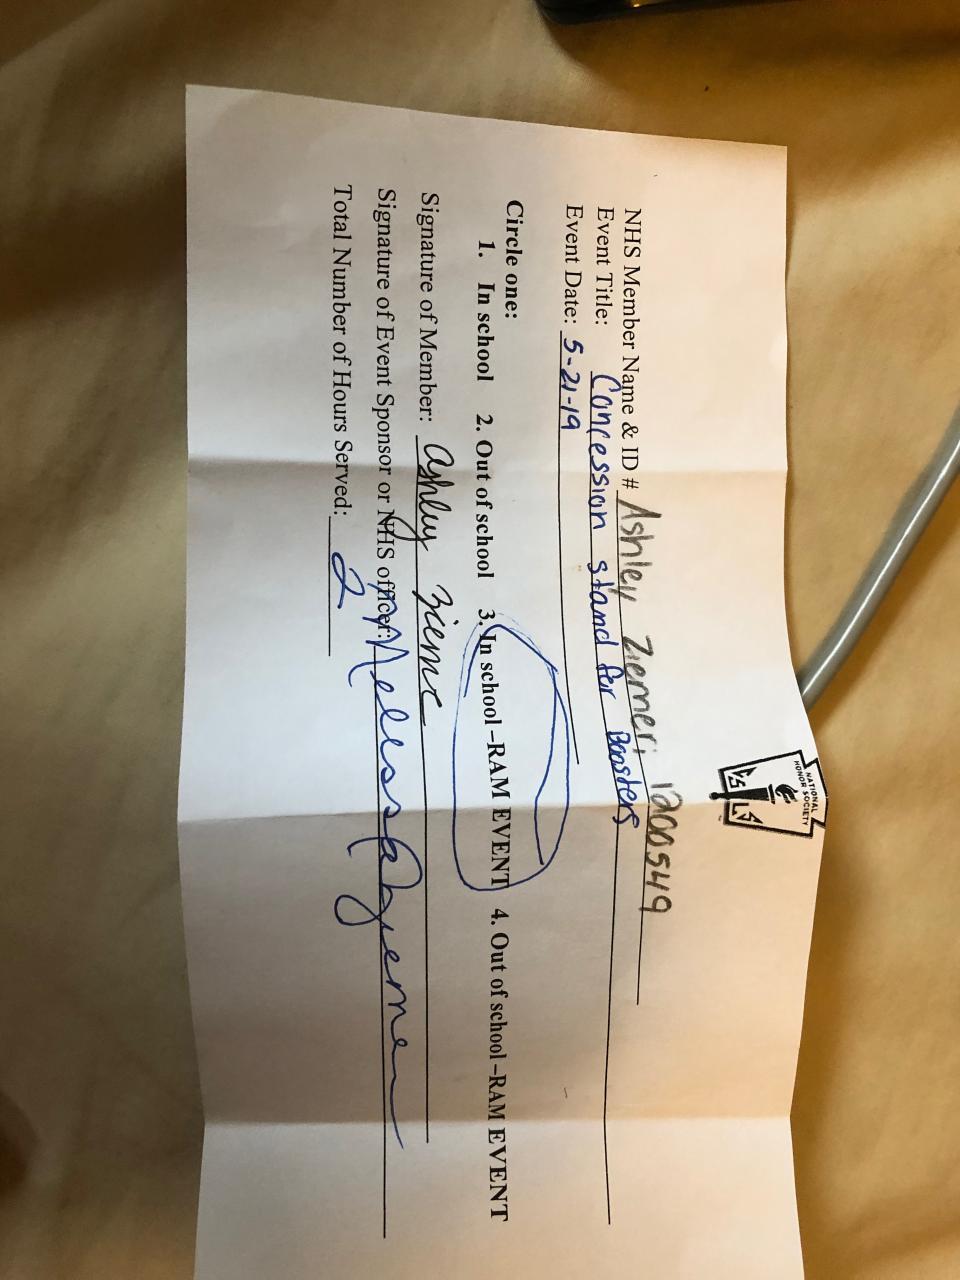 NATIONAL
HONOR SOCIETY
NHS Member Name & ID # Ashley Ziemer, 1200549
Event Title: Concession stand for Boosters
Event Date: 5-21-19
Circle one:
1. In school 2. Out of school 3. In school –RAM EVENT 4. Out of school –RAM EVENT
Signature of Member: Ashley Zieme
Signature of Event Sponsor or NHS officer: Melissa Ziemer
Total Number of Hours Served: 2